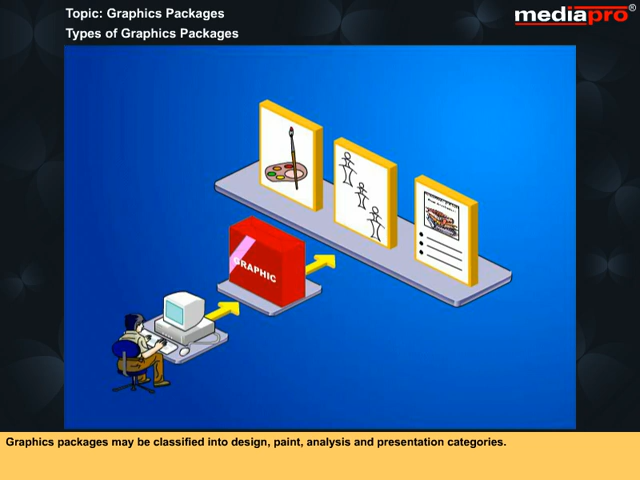 Topic: Graphics Packages
mediapro®
Types of Graphics Packages
GRAPHIC
Graphics packages may be classified into design, paint, analysis and presentation categories.